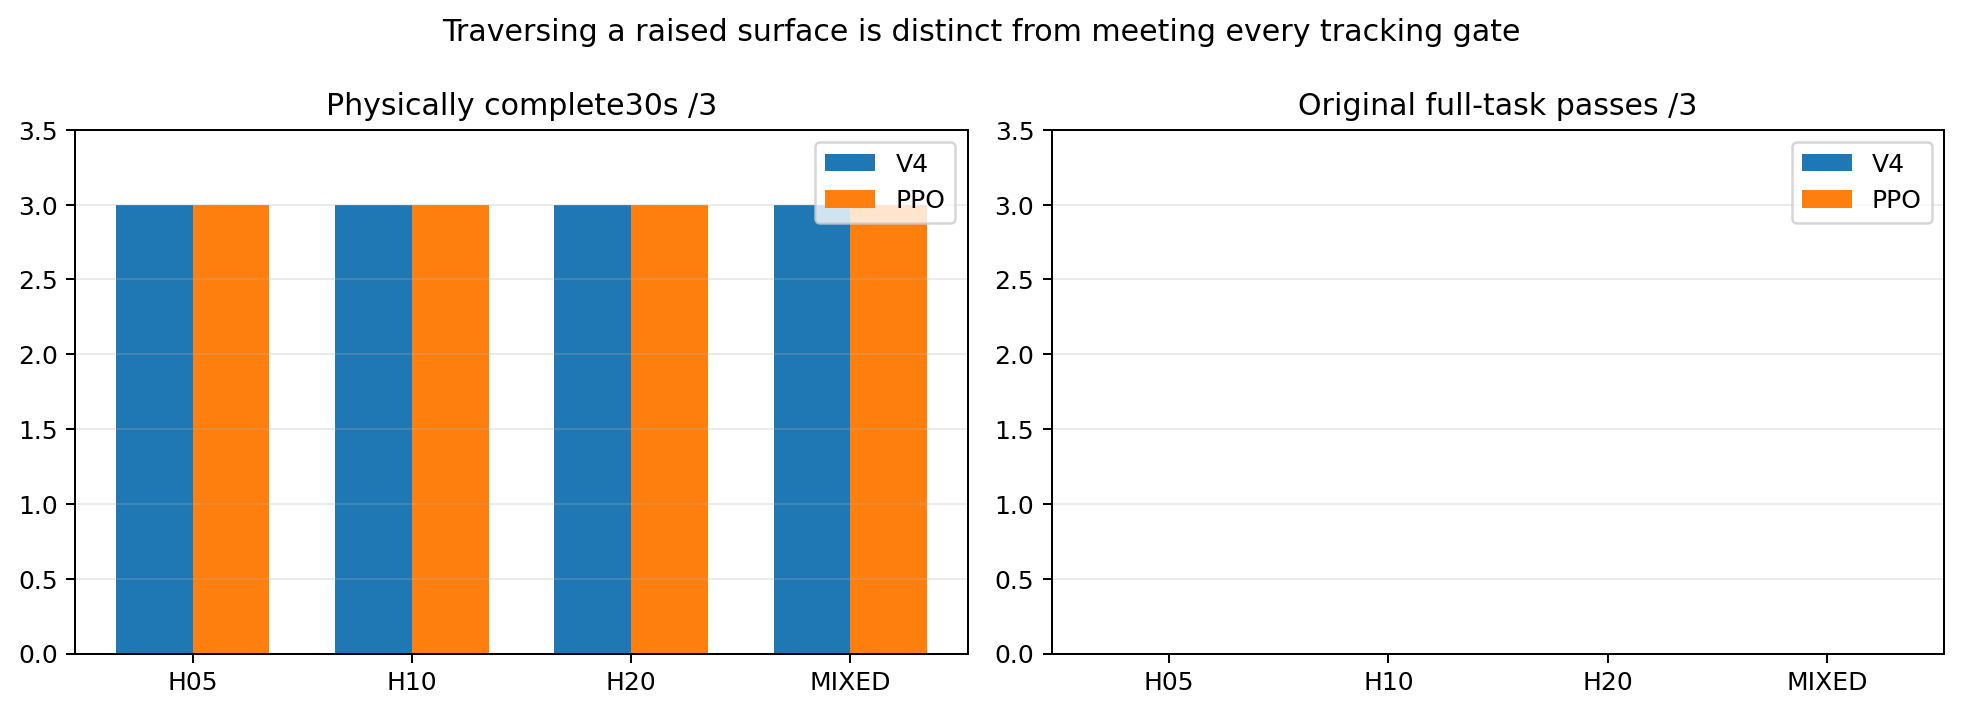 Traversing a raised surface is distinct from meeting every tracking gate
Physically complete30s /3
3.5
3.0
2.5
2.0
1.5
1.0
0.5
0.0
H05 H10 H20 MIXED
V4
PPO
Original full-task passes /3
3.5
3.0
2.5
2.0
1.5
1.0
0.5
0.0
H05 H10 H20 MIXED
V4
PPO